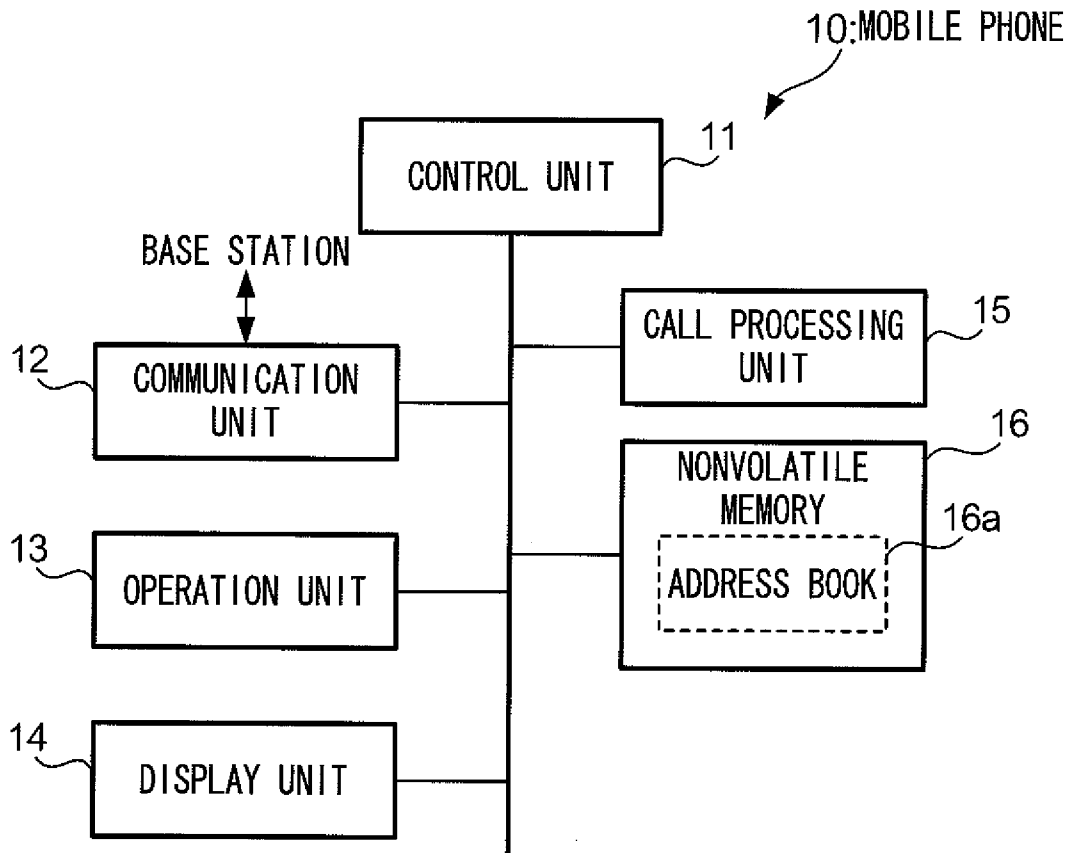 10:MOBILE PHONE
11
CONTROL UNIT
BASE STATION
15
CALL PROCESSING
UNIT
12
COMMUNICATION
UNIT
16
NONVOLATILE
MEMORY
16a
ADDRESS BOOK
13
OPERATION UNIT
14
DISPLAY UNIT